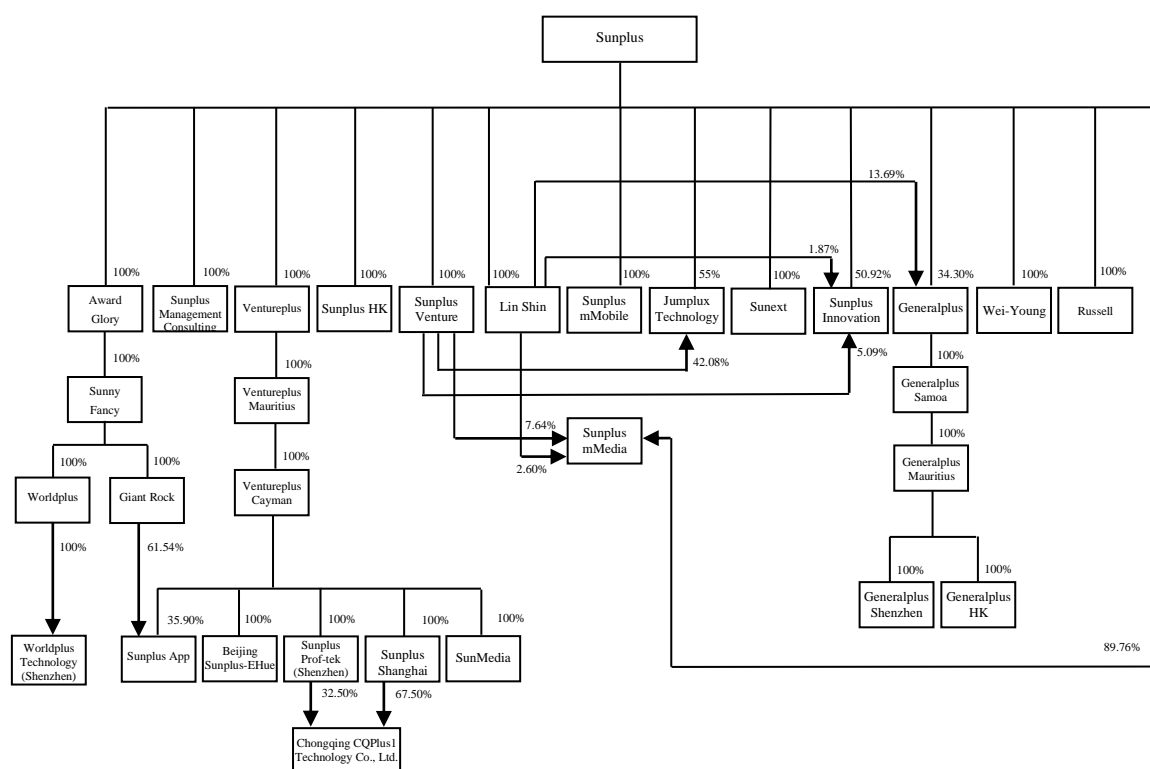 Sunplus
13.69%
1.87%
100%
100%
100%
100%
100%
100%
100%
55%
100%
50.92%
34.30%
100%
100%
Award
Glory
Sunplus
Management
Consulting
Ventureplus
Sunplus HK
Sunplus
Venture
Lin Shin
Sunplus
mMobile
Jumplux
Technology
Sunext
Sunplus
Innovation
Generalplus
Wei-Young
Russell
100%
100%
42.08%
5.09%
100%
Sunny
Fancy
Ventureplus
Mauritius
Generalplus
Samoa
7.64%
2.60%
Sunplus
mMedia
100%
100%
100%
100%
Worldplus
Giant Rock
Ventureplus
Cayman
Generalplus
Mauritius
100%
61.54%
100%
100%
Generalplus
Shenzhen
Generalplus
HK
35.90%
100%
100%
100%
100%
89.76%
Worldplus
Technology
(Shenzhen)
Sunplus App
Beijing
Sunplus-EHue
Sunplus
Prof-tek
(Shenzhen)
Sunplus
Shanghai
SunMedia
32.50%
67.50%
Chongqing CQPlus1
Technology Co., Ltd.